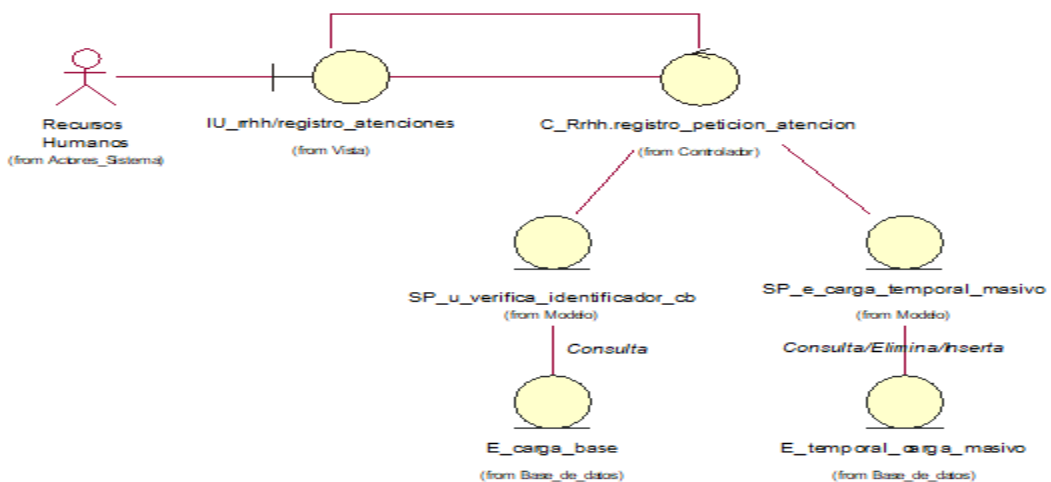 Recursos
Humanos
(from Actores_Sistema)
IU_rrhh/registro_atenciones
(from Vista)
C_Rrhh.registro_peticion_atencion
(from Controlador)
SP_u_verifica_identificador_cb
(from Modelo)
SP_e_carga_temporal_masivo
(from Modelo)
Consulta
Consulta/Elimina/Inserta
E_carga_base
(from Base_de_datos)
E_temporal_carga_masivo
(from Base_de_datos)